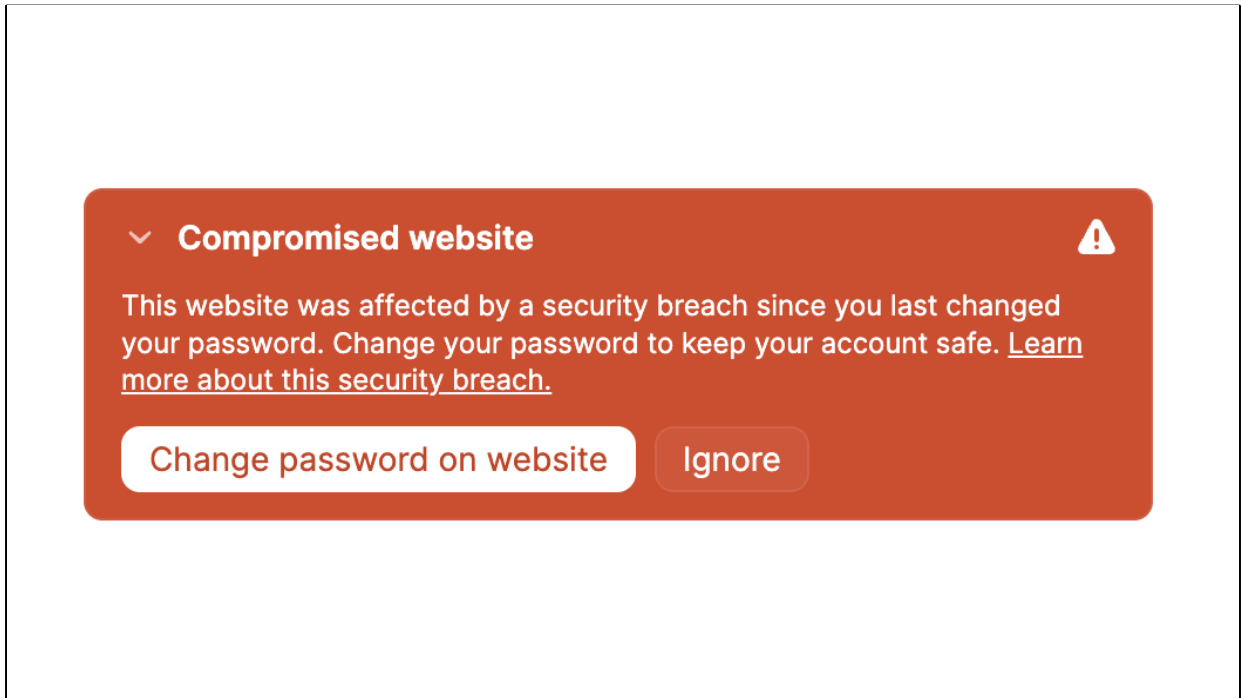 Compromised website
This website was affected by a security breach since you last changed
your password. Change your password to keep your account safe. Learn
more about this security breach.
Change password on website
Ignore